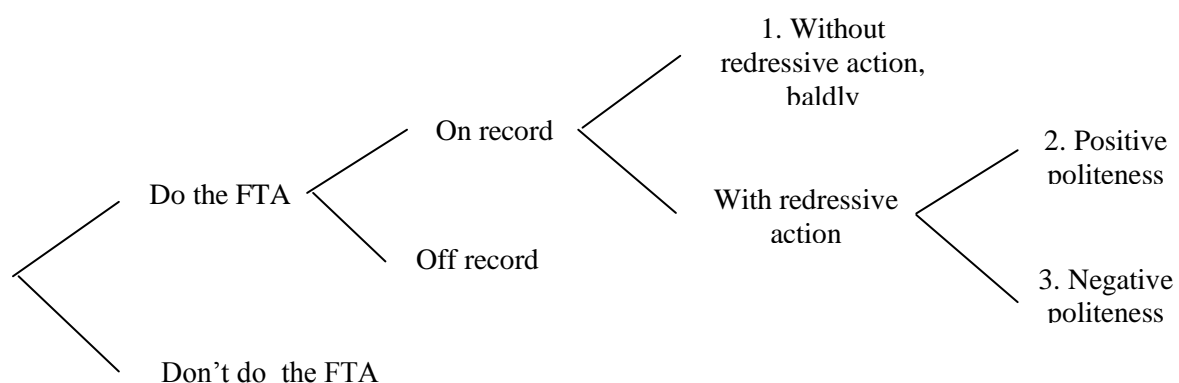 1. Without
redressive action,
baldly
On record
2. Positive
politeness
Do the FTA
With redressive
action
Off record
3. Negative
politeness
Don't do the FTA